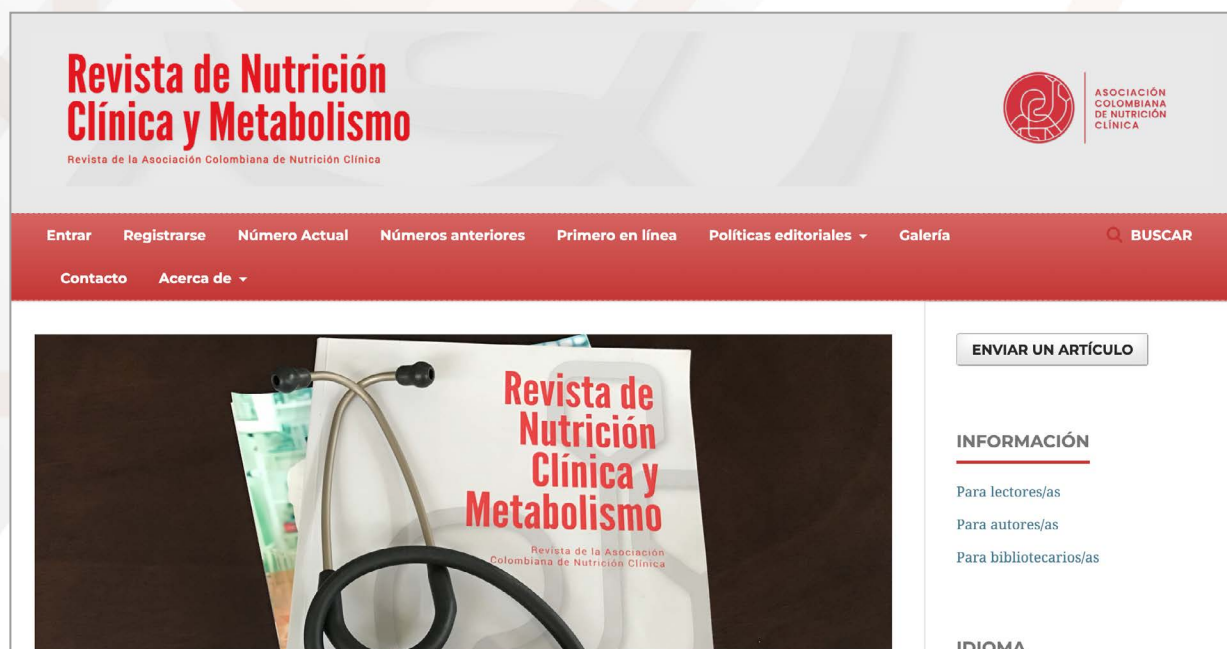 Revista de Nutrición
Clínica y Metabolismo
Revista de la Asociación Colombiana de Nutrición Clínica
ASOCIACIÓN
COLOMBIANA
DE NUTRICIÓN
CLÍNICA
Entrar Registrarse Número Actual Números anteriores Primero en línea Políticas editoriales Galería BUSCAR
Contacto Acerca de
Revista de
Nutrición
Clínica y
Metabolismo
Revista de la Asociación
Colombiana de Nutrición Clínica
ENVIAR UN ARTÍCULO
INFORMACIÓN
Para lectores/as
Para autores/as
Para bibliotecarios/as
IDIOMA